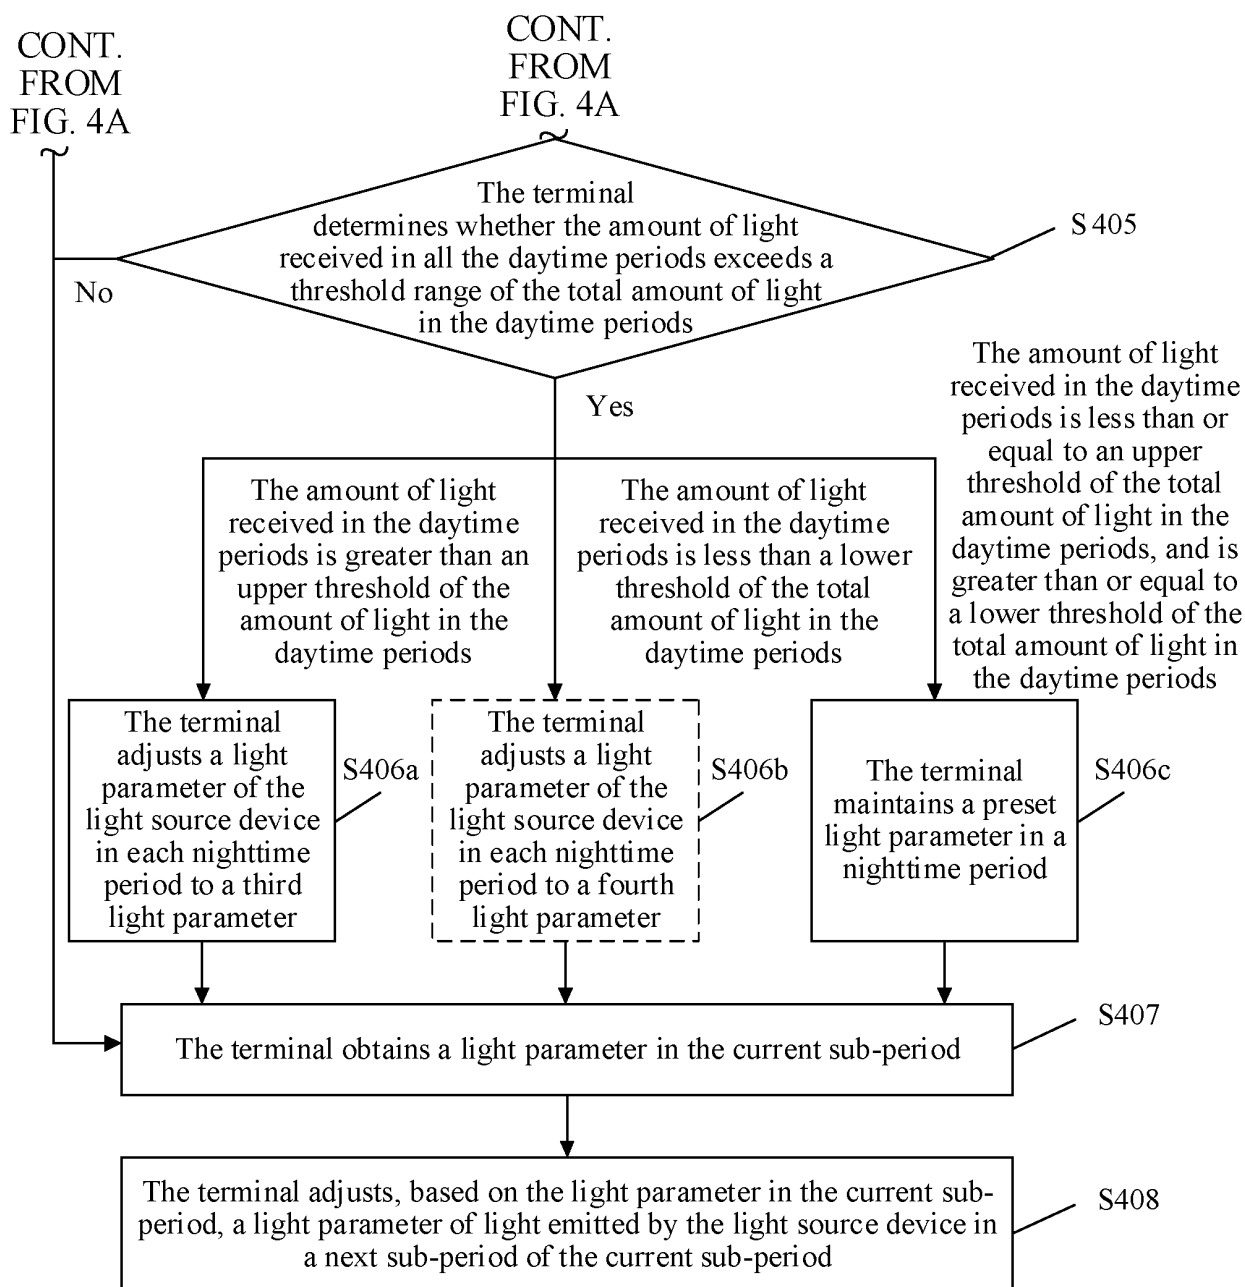 CONT.
FROM
FIG. 4A
CONT.
FROM
FIG. 4A
The terminal
determines whether the amount of light
received in all the daytime periods exceeds a
threshold range of the total amount of light
in the daytime periods
S405
No
Yes
The amount of light
received in the daytime
periods is greater than an
upper threshold of the
amount of light in the
daytime periods
The amount of light
received in the daytime
periods is less than a lower
threshold of the total
amount of light in the
daytime periods
The amount of light
received in the daytime
periods is less than or
equal to an upper
threshold of the total
amount of light in the
daytime periods, and is
greater than or equal to
a lower threshold of the
total amount of light in
the daytime periods
The terminal
adjusts a light
parameter of the
light source device
in each nighttime
period to a third
light parameter
S406a
The terminal
adjusts a light
parameter of the
light source device
in each nighttime
period to a fourth
light parameter
S406b
The terminal
maintains a preset
light parameter in a
nighttime period
S406c
The terminal obtains a light parameter in the current sub-period
S407
The terminal adjusts, based on the light parameter in the current sub-
period, a light parameter of light emitted by the light source device in
a next sub-period of the current sub-period
S408